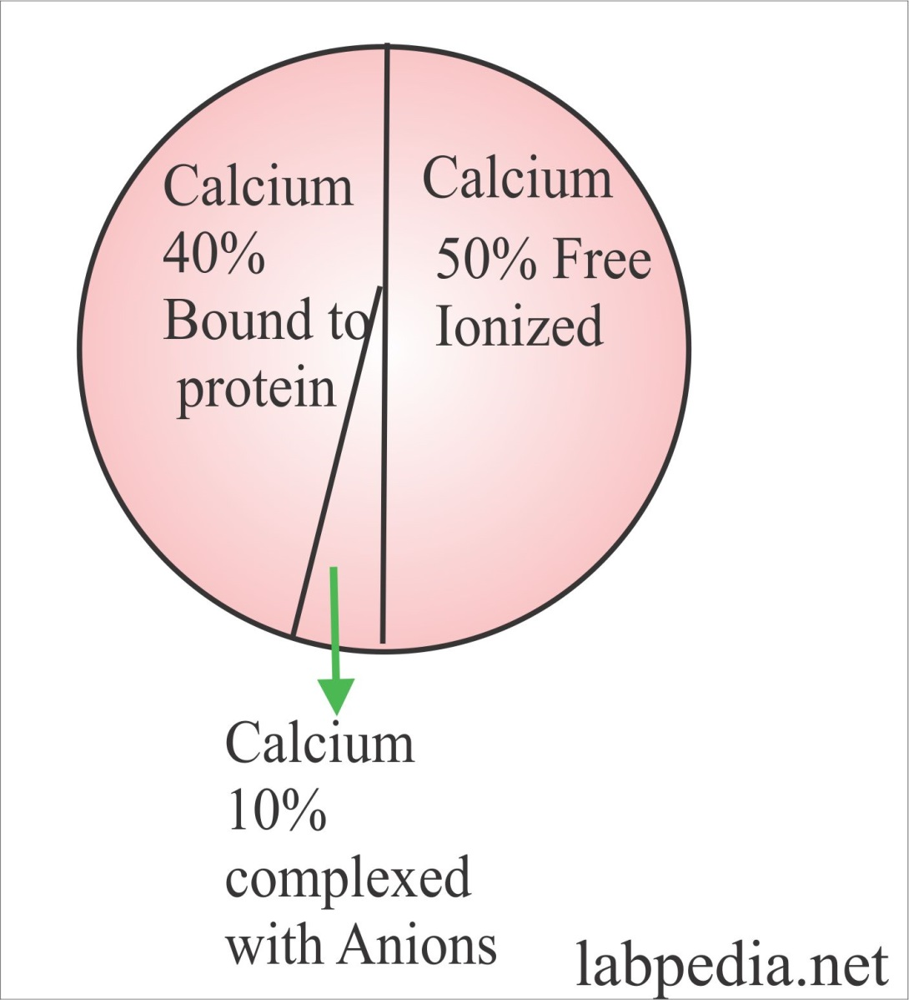 Calcium
40%
Bound to
protein
Calcium
50% Free
Ionized
Calcium
10%
complexed
with Anions
labpedia.net